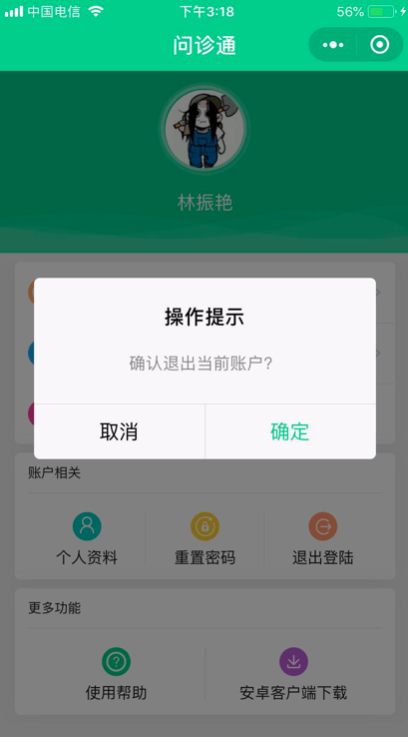 中国电信
下午3:18
56%
问诊通
林振艳
操作提示
确认退出当前账户?
取消
确定
账户相关
个人资料
重置密码
退出登陆
更多功能
使用帮助
安卓客户端下载